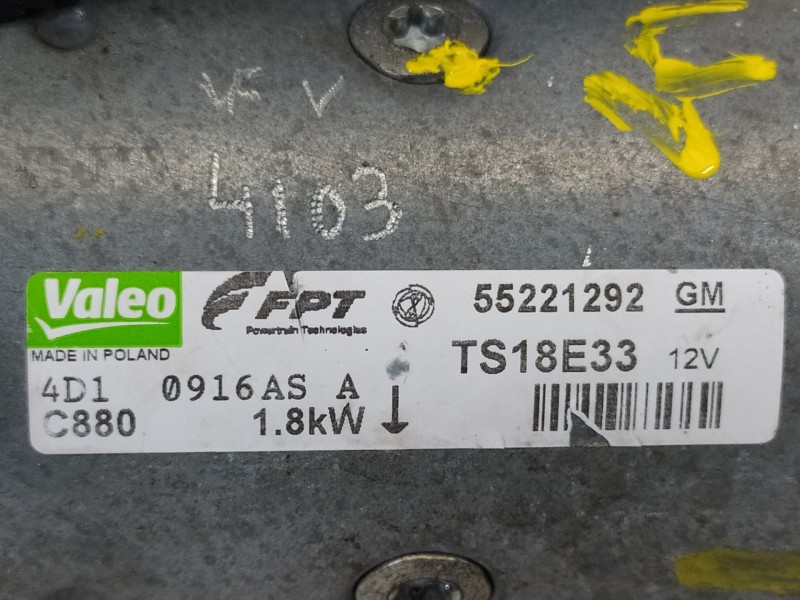 VF V
4103
Valeo FPT 55221292 GM
Powertrain Technologies
MADE IN POLAND TS18E33 12V
4D1 0916AS A
C880 1.8kW